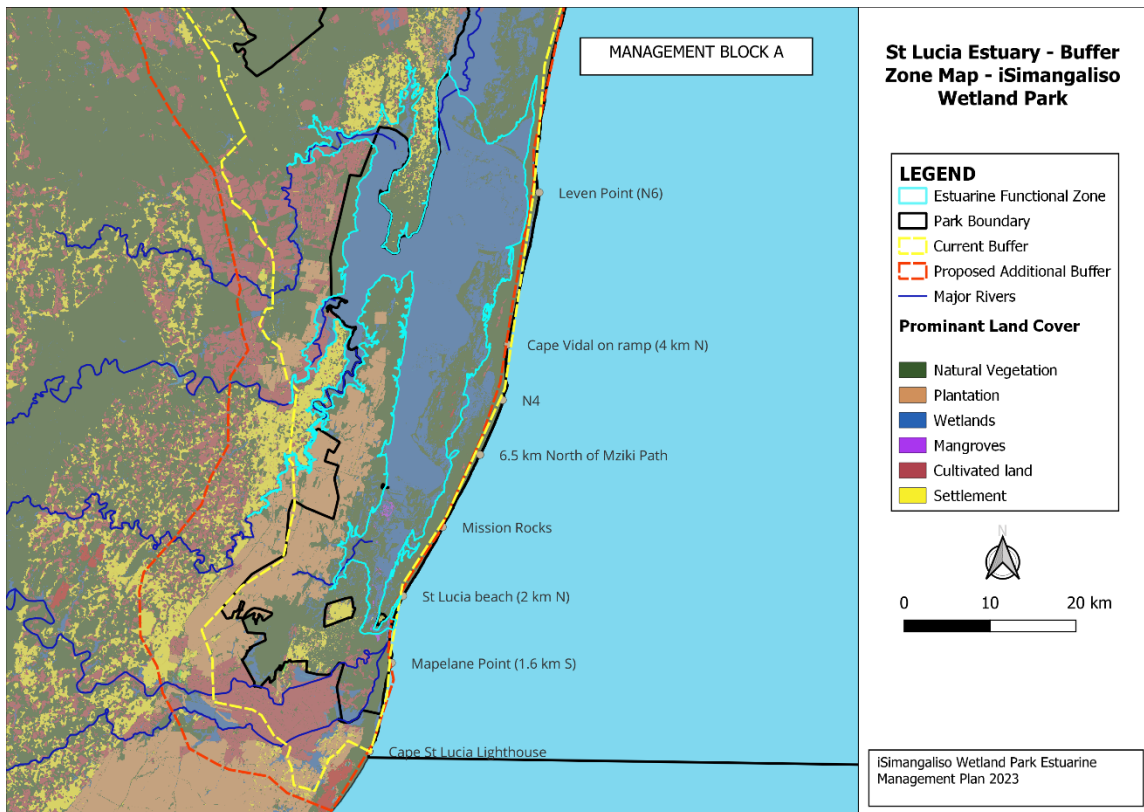 MANAGEMENT BLOCK A
St Lucia Estuary - Buffer
Zone Map - iSimangaliso
Wetland Park
LEGEND
Estuarine Functional Zone
Park Boundary
Current Buffer
Proposed Additional Buffer
Major Rivers
Prominant Land Cover
Natural Vegetation
Plantation
Wetlands
Mangroves
Cultivated land
Settlement
N
0 10 20 km
Leven Point (N6)
Cape Vidal on ramp (4 km N)
N4
6.5 km North of Mziki Path
Mission Rocks
St Lucia beach (2 km N)
Mapelane Point (1.6 km S)
Cape St Lucia Lighthouse
iSimangaliso Wetland Park Estuarine
Management Plan 2023